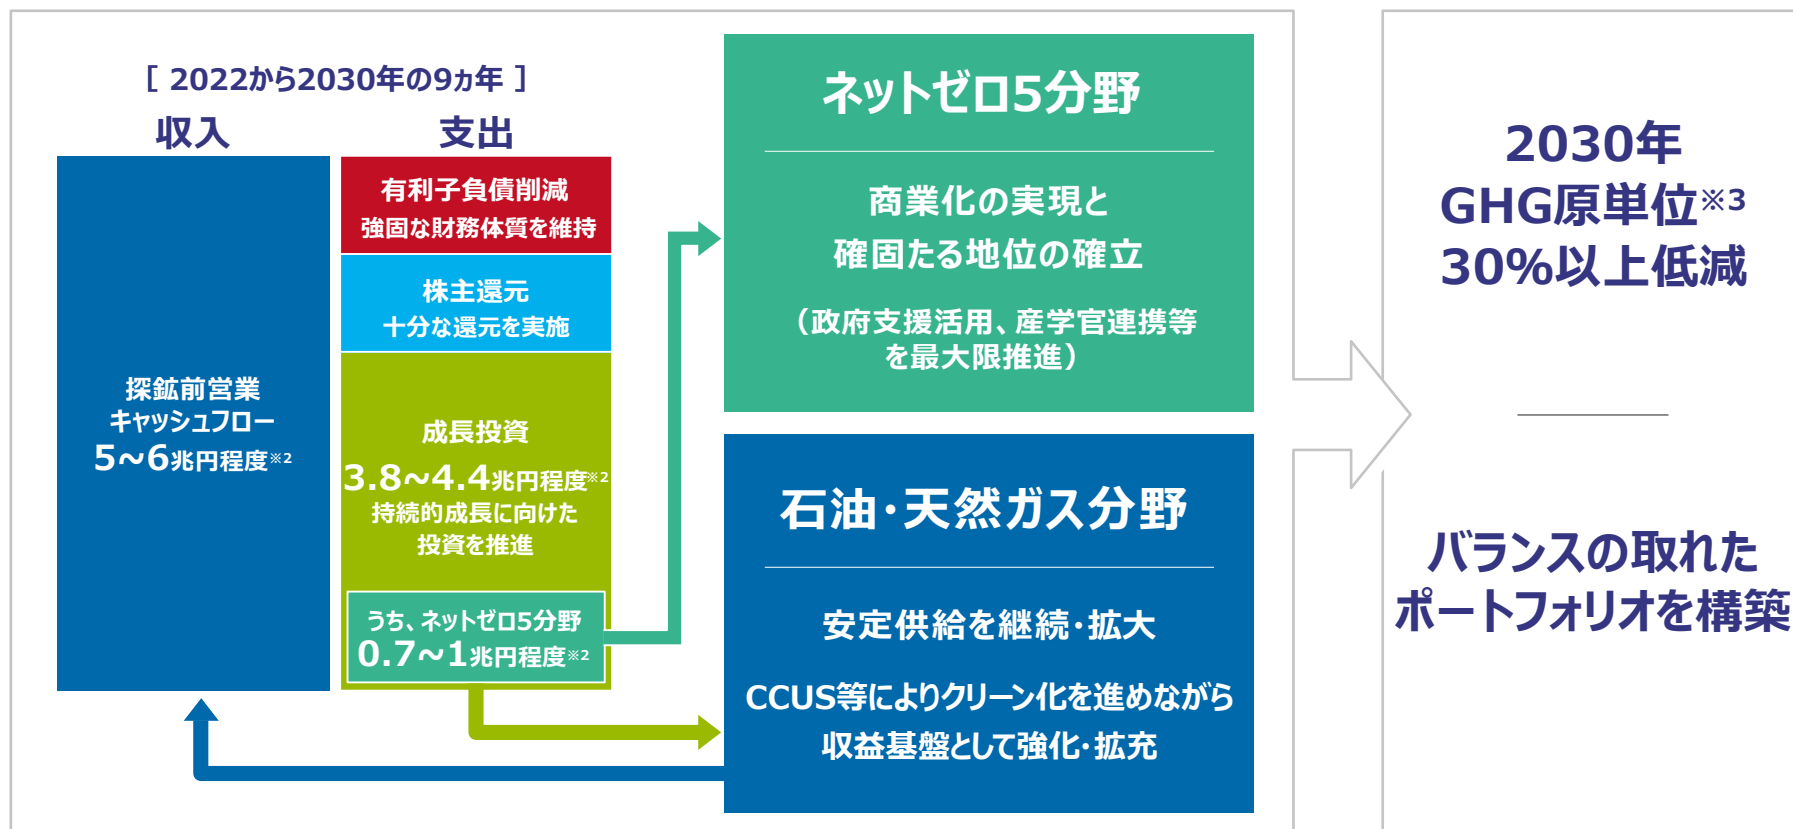 [ 2022から2030年の9ヵ年 ]
収入
支出
探鉱前営業
キャッシュフロー
5~6兆円程度※2
有利子負債削減
強固な財務体質を維持
株主還元
十分な還元を実施
成長投資
3.8~4.4兆円程度※2
持続的成長に向けた
投資を推進
うち、ネットゼロ5分野
0.7~1兆円程度※2
ネットゼロ5分野
商業化の実現と
確固たる地位の確立
（政府支援活用、産学官連携等
を最大限推進）
石油・天然ガス分野
安定供給を継続・拡大
CCUS等によりクリーン化を進めながら
収益基盤として強化・拡充
2030年
GHG原単位※3
30%以上低減
バランスの取れた
ポートフォリオを構築